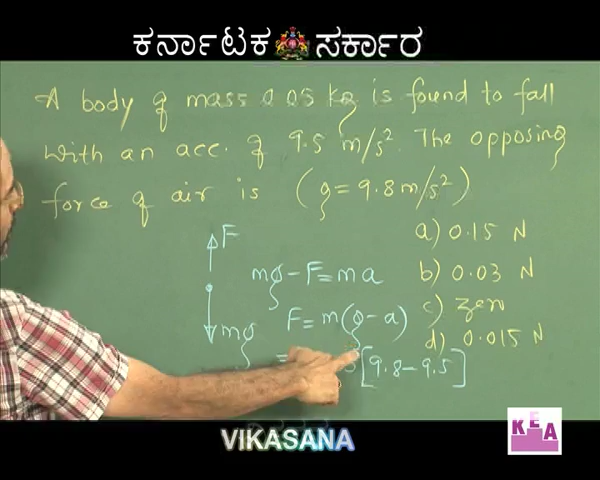 ಕರ್ನಾಟಕ ಸರ್ಕಾರ
A body of mass 0.05 kg is found to fall
with an acc. of 9.5 m/s². The opposing
force of air is (g = 9.8 m/s²)
F
a) 0.15 N
mg - F = ma
b) 0.03 N
mg
F = m(g - a)
c) zero
d) 0.015 N
= [9.8 - 9.5]
VIKASANA
KEA